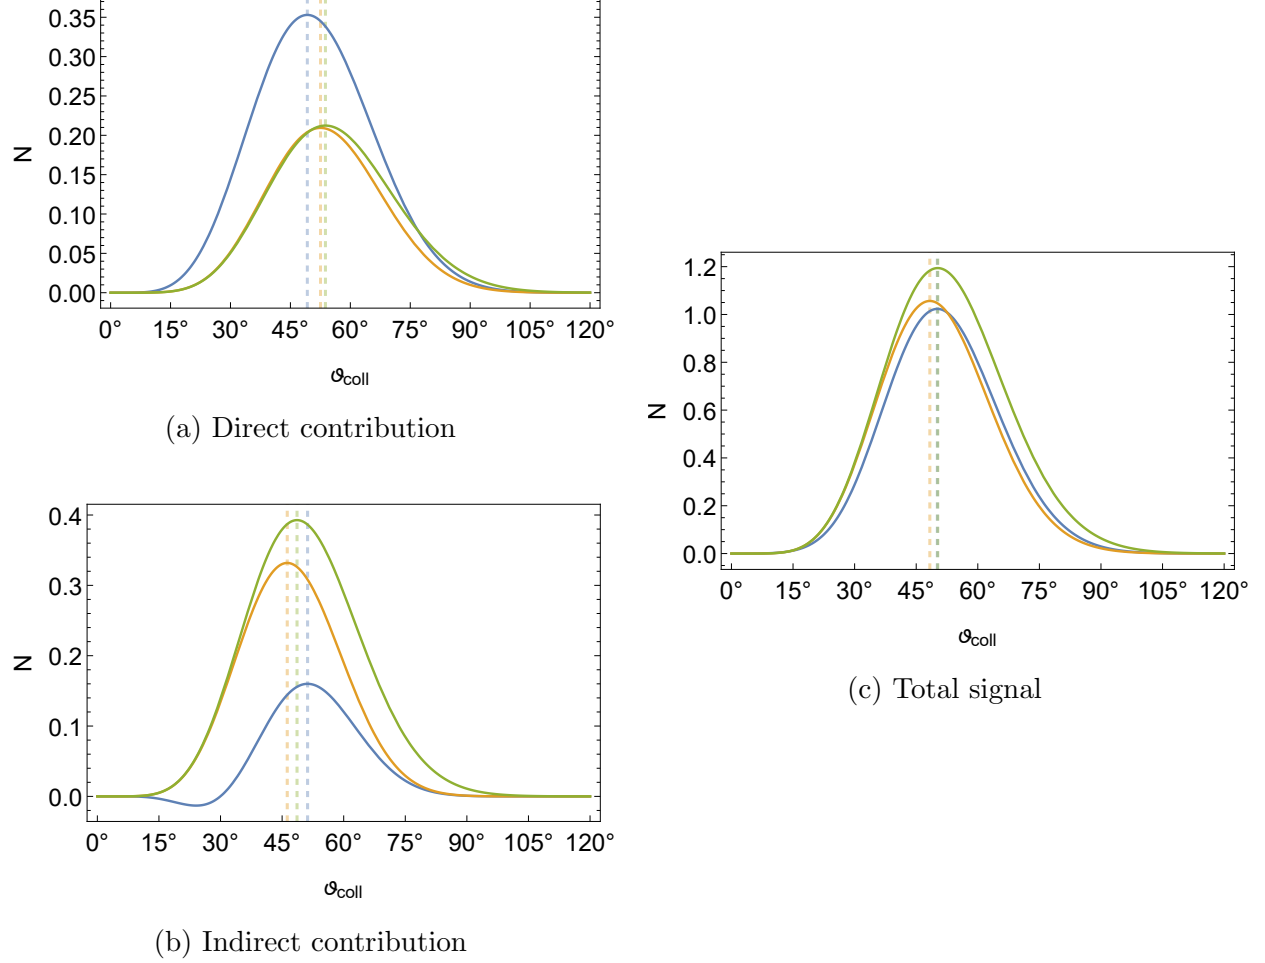 0.35
0.30
0.25
0.20
0.15
0.10
0.05
0.00
N
0° 15° 30° 45° 60° 75° 90° 105° 120°
ϑcoll
(a) Direct contribution
0.4
0.3
0.2
0.1
0.0
N
0° 15° 30° 45° 60° 75° 90° 105° 120°
ϑcoll
(b) Indirect contribution
1.2
1.0
0.8
0.6
0.4
0.2
0.0
N
0° 15° 30° 45° 60° 75° 90° 105° 120°
ϑcoll
(c) Total signal